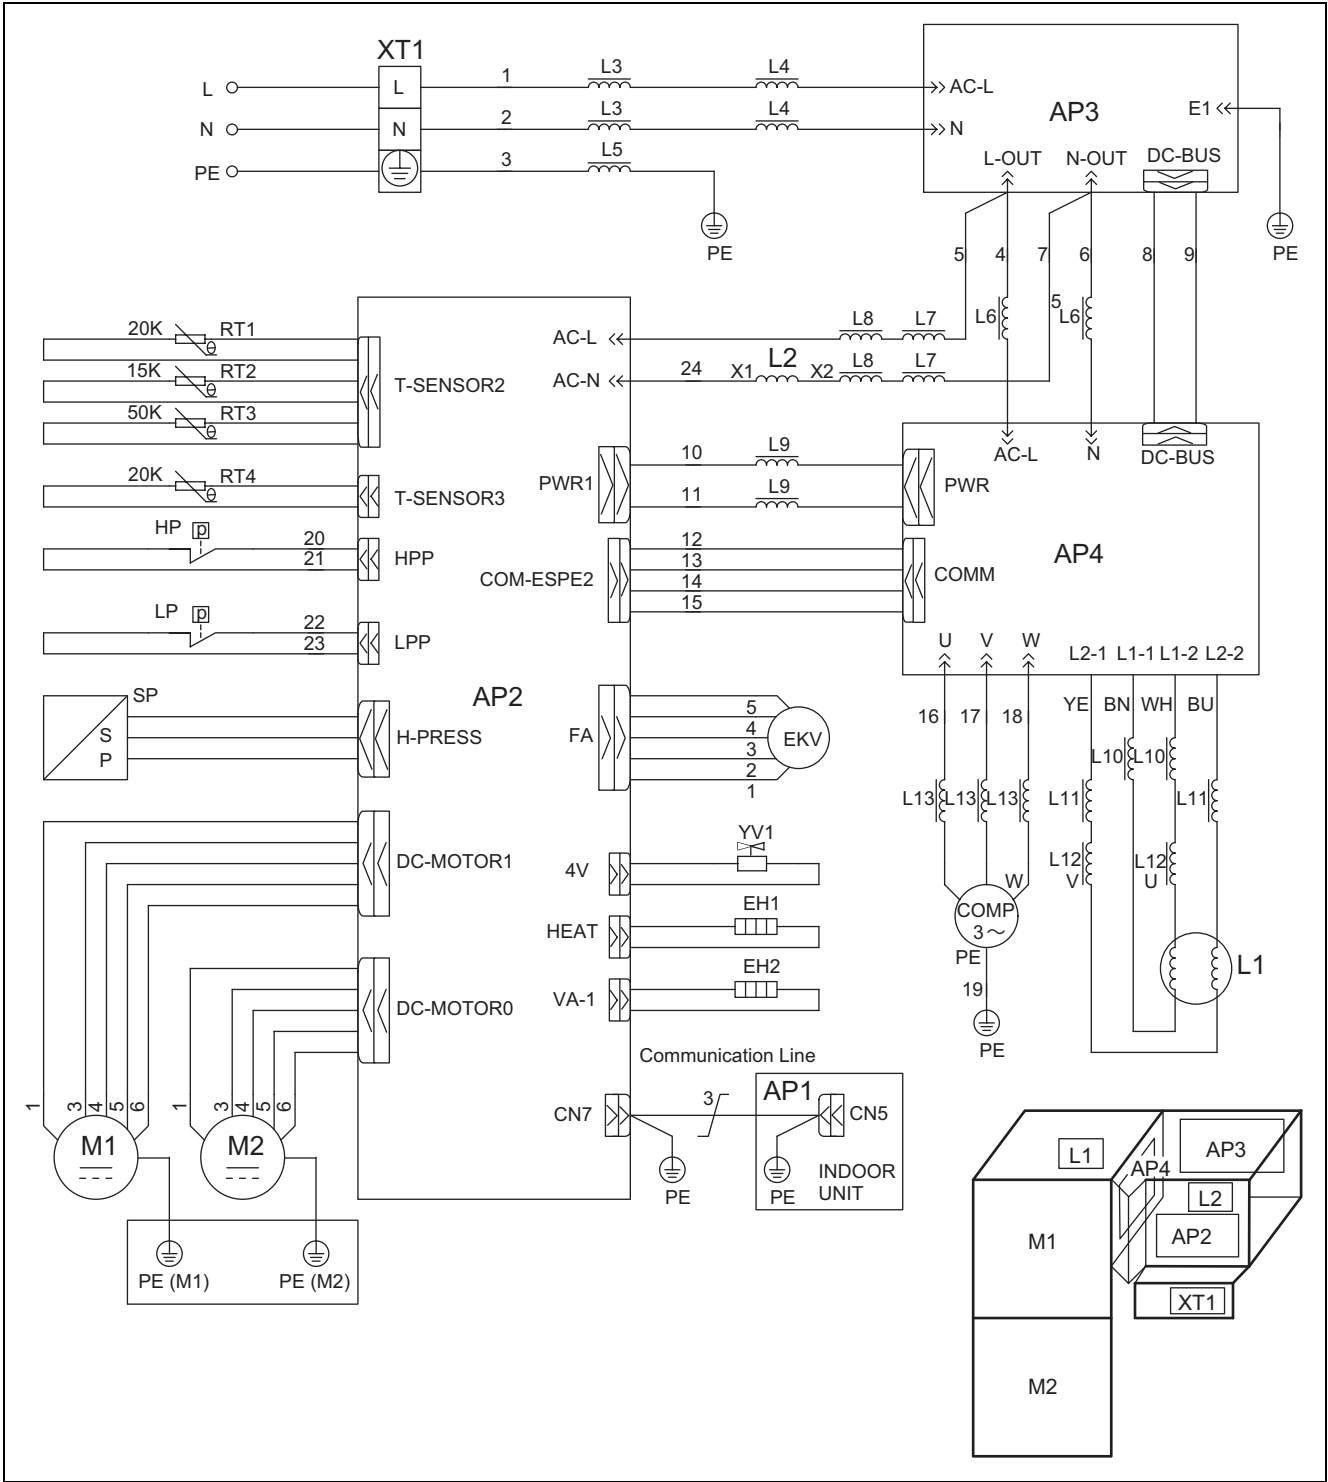 XT1
L
L
1
L3
L4
AC-L
AP3
E1
N
N
2
L3
L4
N
PE
3
L5
L-OUT
N-OUT
DC-BUS
PE
PE
5
4
7
6
8
9
20K
RT1
15K
RT2
50K
RT3
T-SENSOR2
20K
RT4
T-SENSOR3
HP
p
20
21
HPP
LP
p
22
23
LPP
SP
S
P
H-PRESS
AP2
DC-MOTOR1
DC-MOTOR0
AC-L
L8
L7
L6
5
L6
AC-N
24
X1
L2
X2
L8
L7
AC-L
N
DC-BUS
PWR1
10
L9
11
L9
PWR
AP4
COM-ESPE2
12
13
14
15
COMM
U
V
W
L2-1
L1-1
L1-2
L2-2
FA
5
4
3
2
1
EKV
16
17
18
YE
BN
WH
BU
L10
L10
L13
L13
L13
L11
L11
L12
V
L12
U
4V
YV1
W
COMP
3～
PE
19
PE
L1
HEAT
EH1
VA-1
EH2
Communication Line
CN7
3
AP1
CN5
PE
PE
INDOOR
UNIT
1
3
4
5
6
M1
1
3
4
5
6
M2
PE (M1)
PE (M2)
L1
AP4
AP3
L2
AP2
M1
XT1
M2